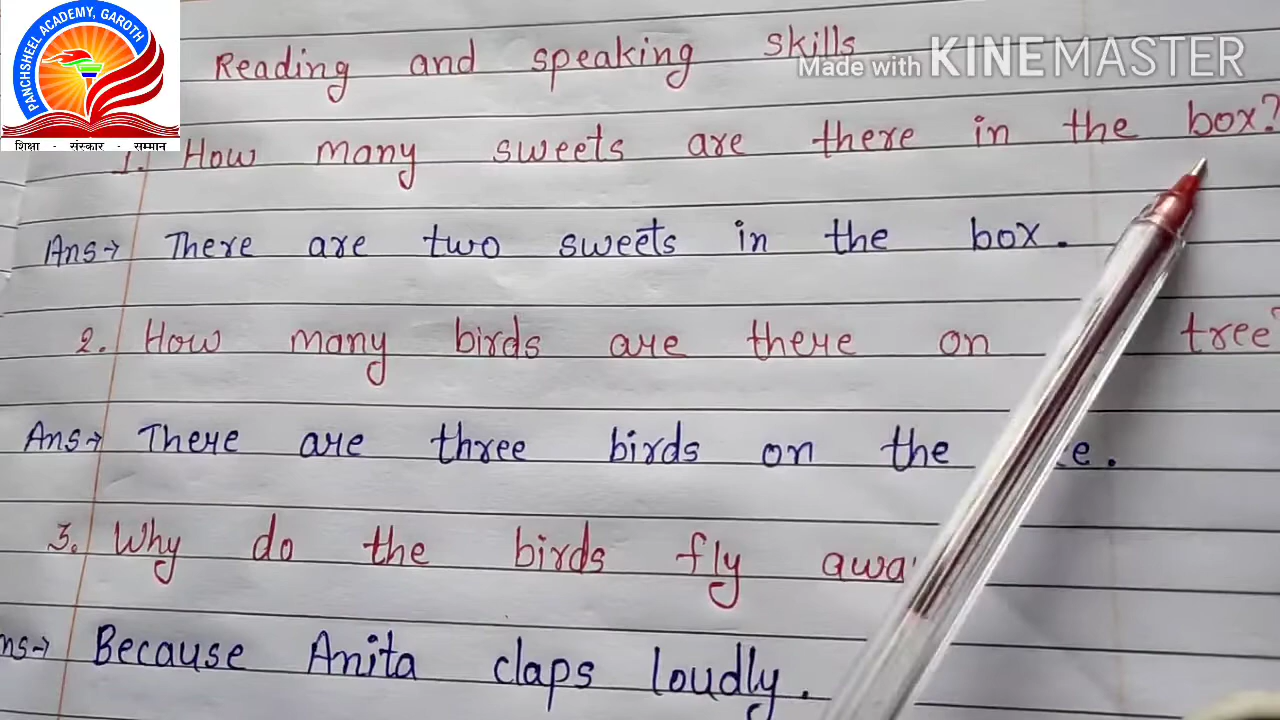 PANCHSHEEL ACADEMY, GAROTH
शिक्षा - संस्कार - सम्मान
Made with KINEMASTER
Reading and speaking skills
1. How many sweets are there in the box?
Ans→ There are two sweets in the box.
2. How many birds are there on tree?
Ans→ There are three birds on the
3. Why do the birds fly
Ans→ Because Anita claps loudly.